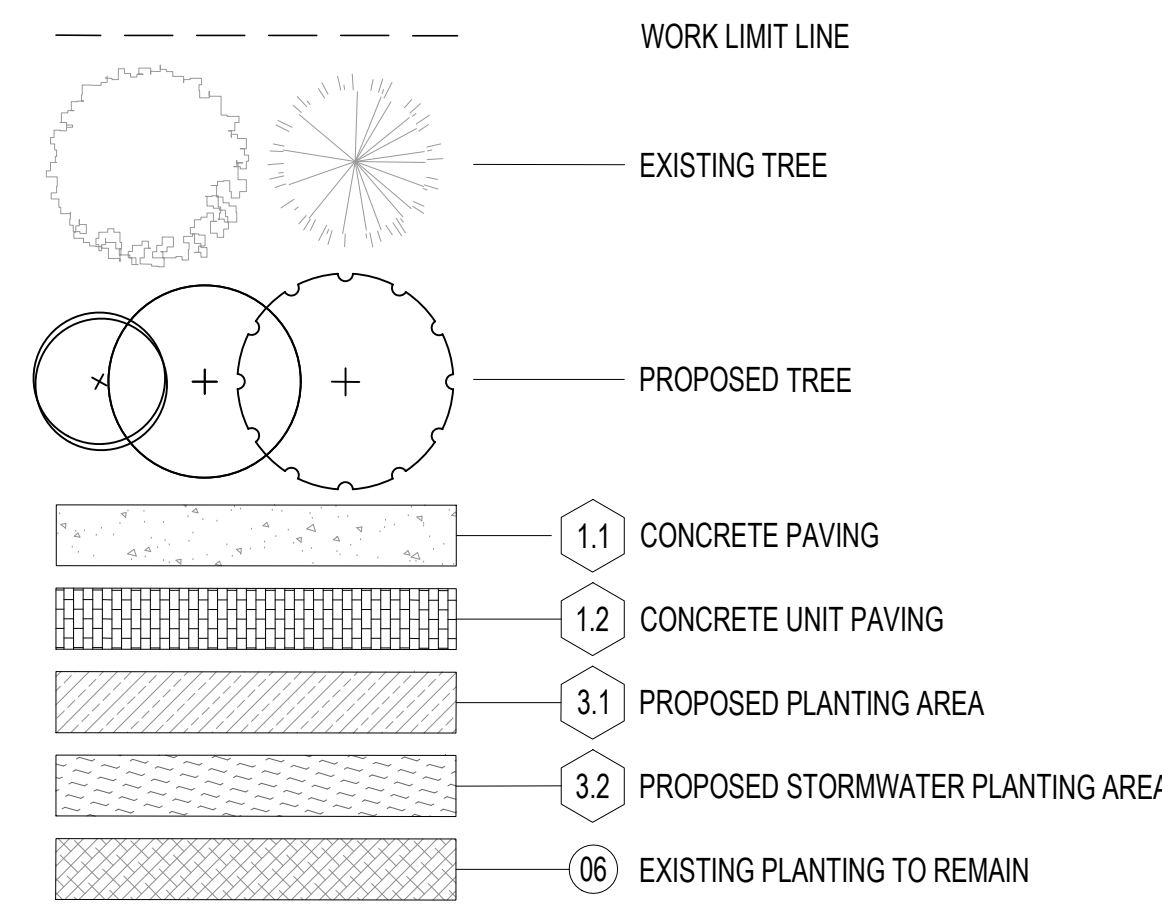 WORK LIMIT LINE
EXISTING TREE
PROPOSED TREE
1.1 CONCRETE PAVING
1.2 CONCRETE UNIT PAVING
3.1 PROPOSED PLANTING AREA
3.2 PROPOSED STORMWATER PLANTING AREA
06 EXISTING PLANTING TO REMAIN